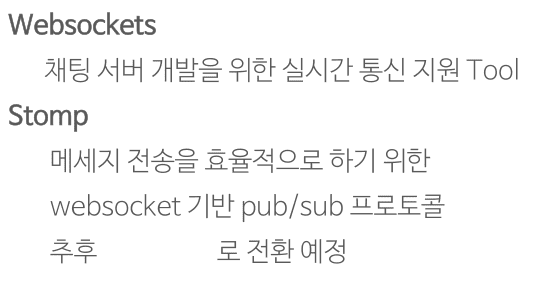 Websockets
채팅 서버 개발을 위한 실시간 통신 지원 Tool
Stomp
메세지 전송을 효율적으로 하기 위한
websocket 기반 pub/sub 프로토콜
추후 로 전환 예정